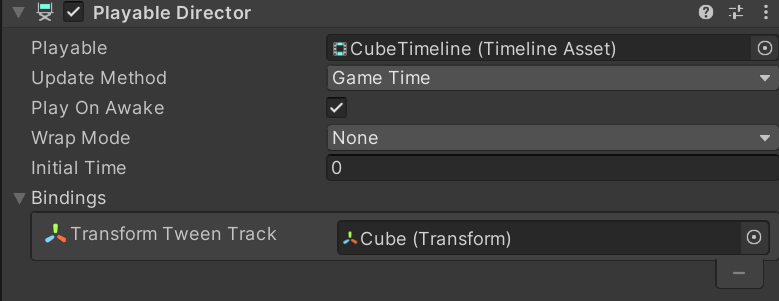 Playable Director
Playable CubeTimeline (Timeline Asset)
Update Method Game Time
Play On Awake
Wrap Mode None
Initial Time 0
Bindings
Transform Tween Track Cube (Transform)